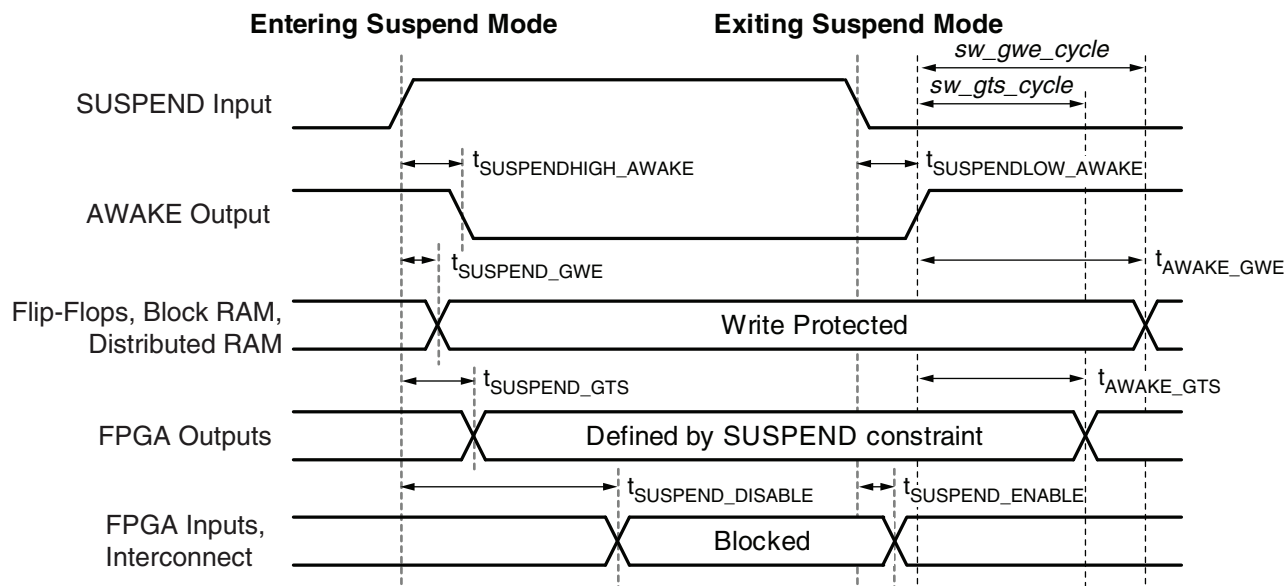 Entering Suspend Mode
Exiting Suspend Mode
sw_gwe_cycle
sw_gts_cycle
SUSPEND Input
tSUSPENDHIGH_AWAKE
tSUSPENDLOW_AWAKE
AWAKE Output
tSUSPEND_GWE
tAWAKE_GWE
Flip-Flops, Block RAM,
Distributed RAM
Write Protected
tSUSPEND_GTS
tAWAKE_GTS
FPGA Outputs
Defined by SUSPEND constraint
tSUSPEND_DISABLE
tSUSPEND_ENABLE
FPGA Inputs,
Interconnect
Blocked